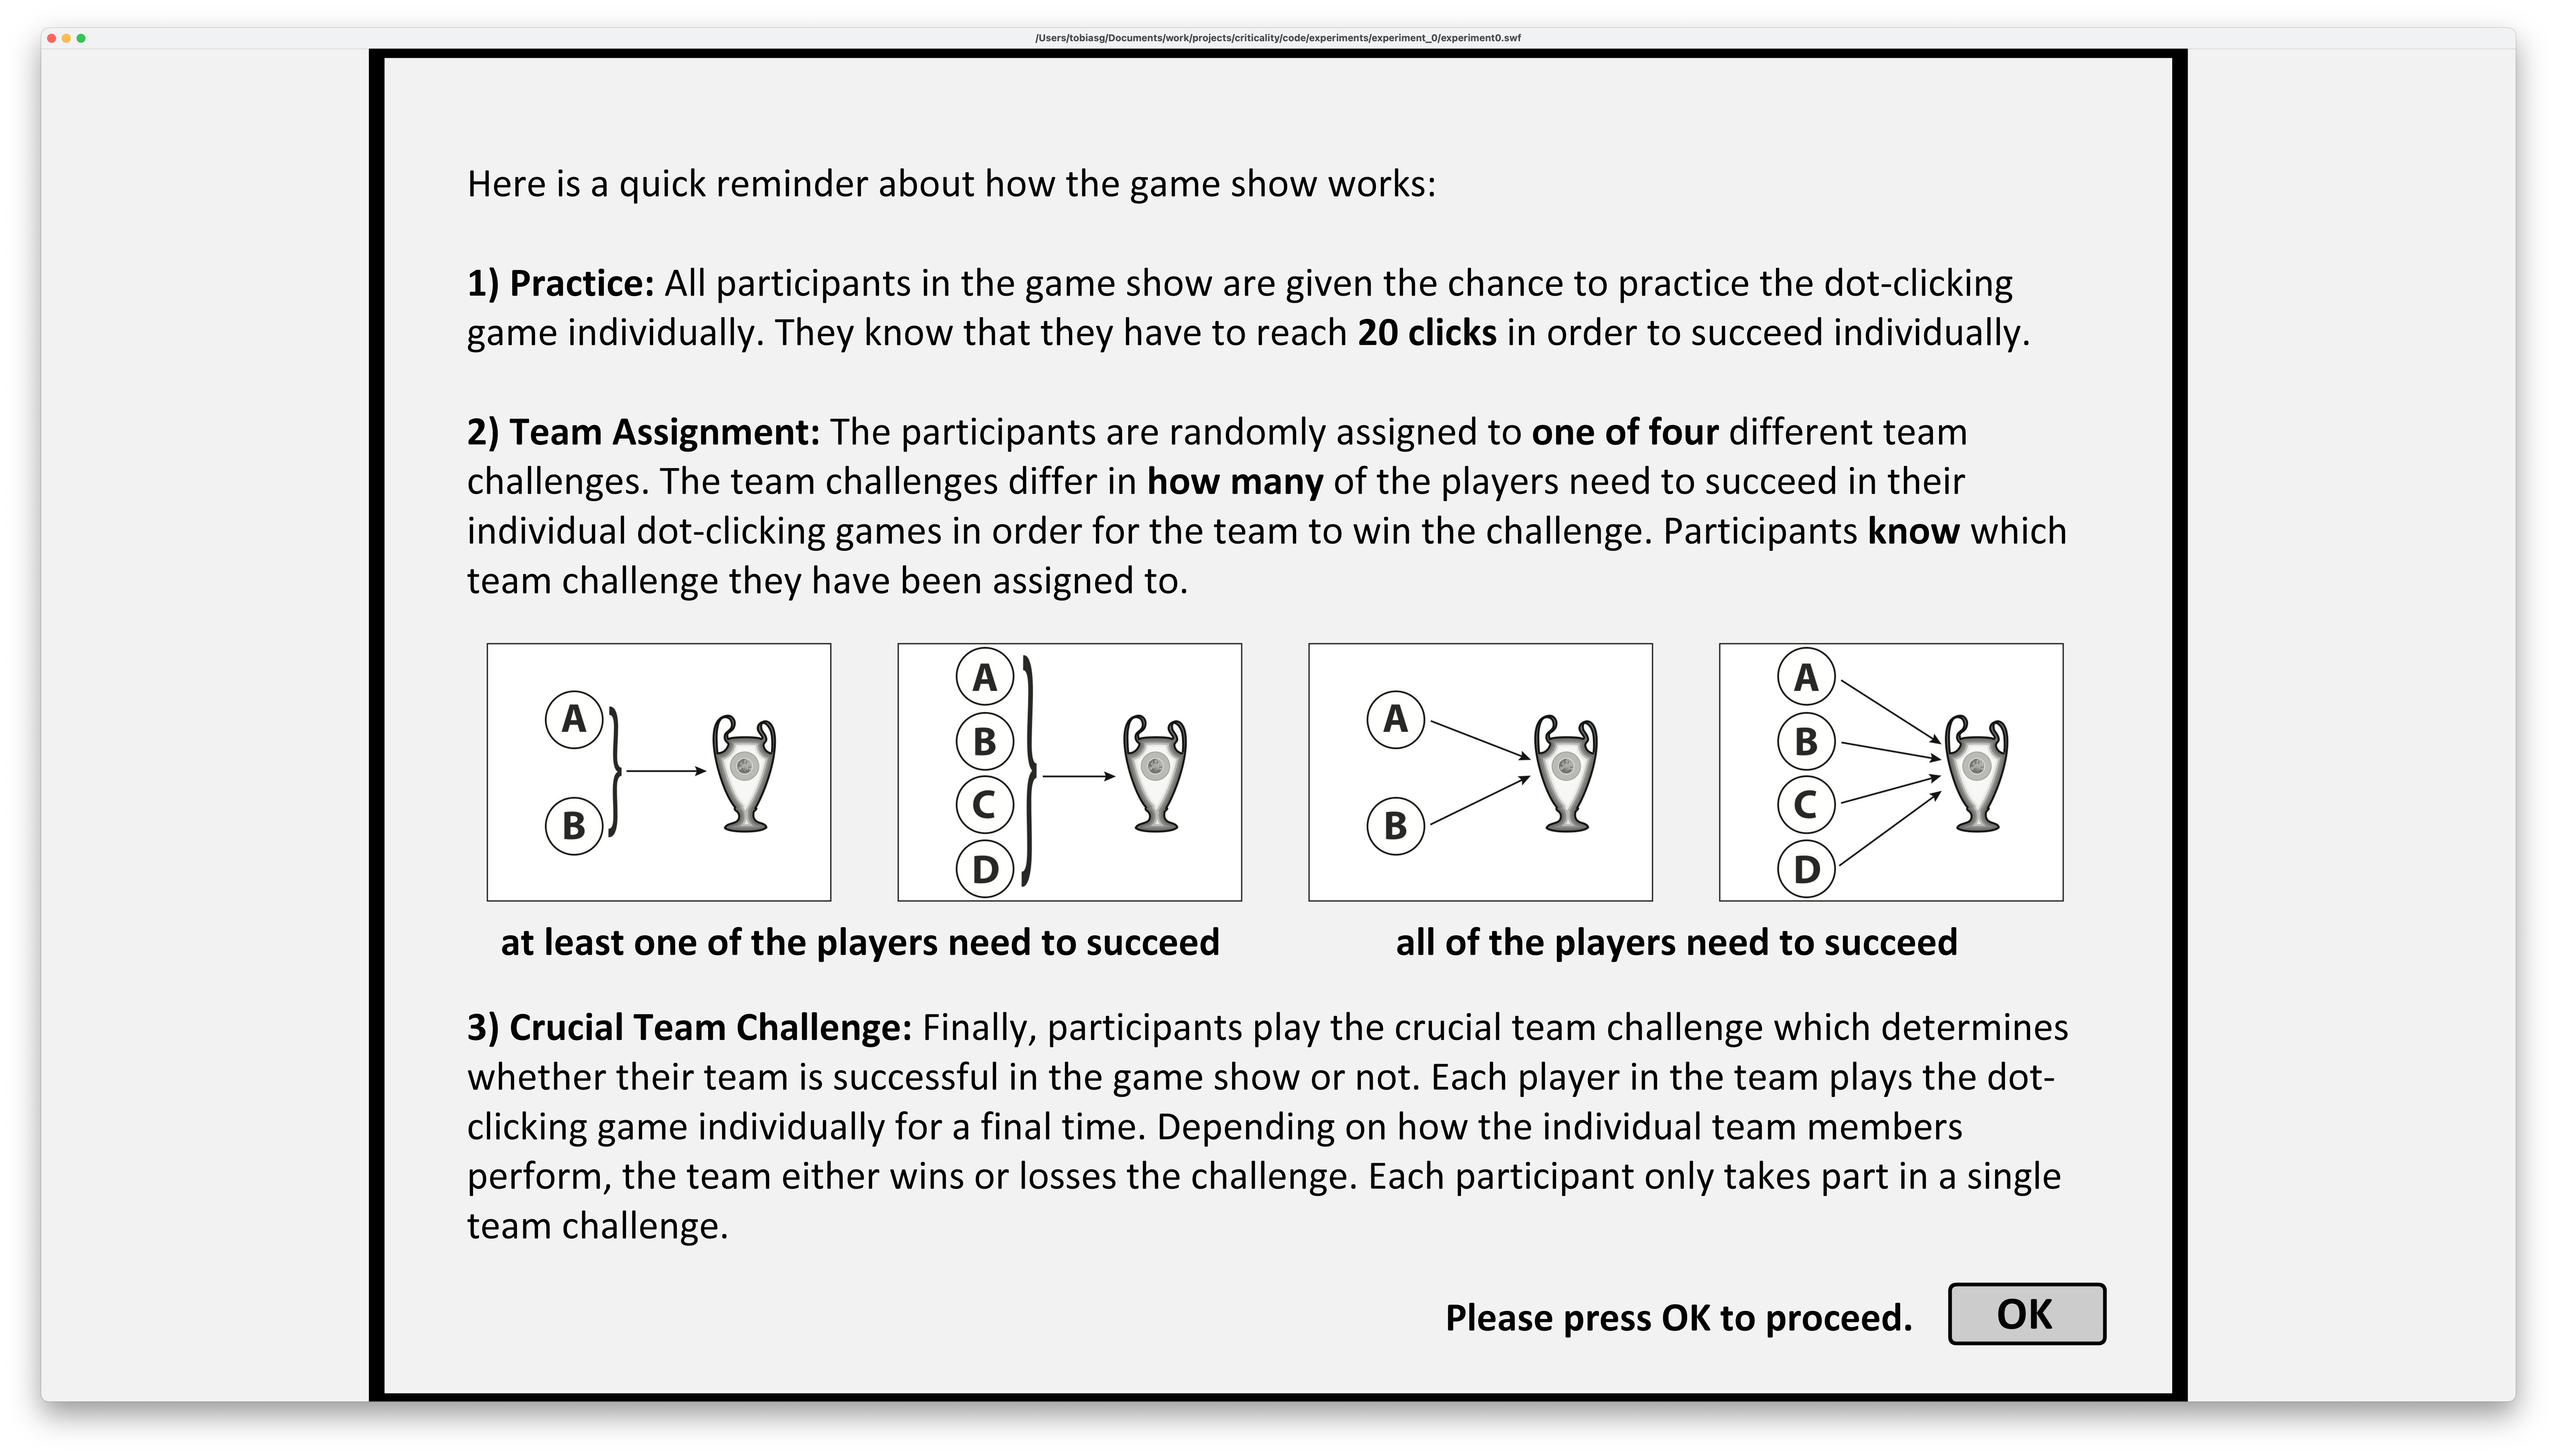 /Users/tobiasg/Documents/work/projects/criticality/code/experiments/experiment_0/experiment0.swf
Here is a quick reminder about how the game show works:
1) Practice: All participants in the game show are given the chance to practice the dot-clicking
game individually. They know that they have to reach 20 clicks in order to succeed individually.
2) Team Assignment: The participants are randomly assigned to one of four different team
challenges. The team challenges differ in how many of the players need to succeed in their
individual dot-clicking games in order for the team to win the challenge. Participants know which
team challenge they have been assigned to.
A
B
A
B
C
D
A
B
A
B
C
D
at least one of the players need to succeed
all of the players need to succeed
3) Crucial Team Challenge: Finally, participants play the crucial team challenge which determines
whether their team is successful in the game show or not. Each player in the team plays the dot-
clicking game individually for a final time. Depending on how the individual team members
perform, the team either wins or losses the challenge. Each participant only takes part in a single
team challenge.
Please press OK to proceed.
OK